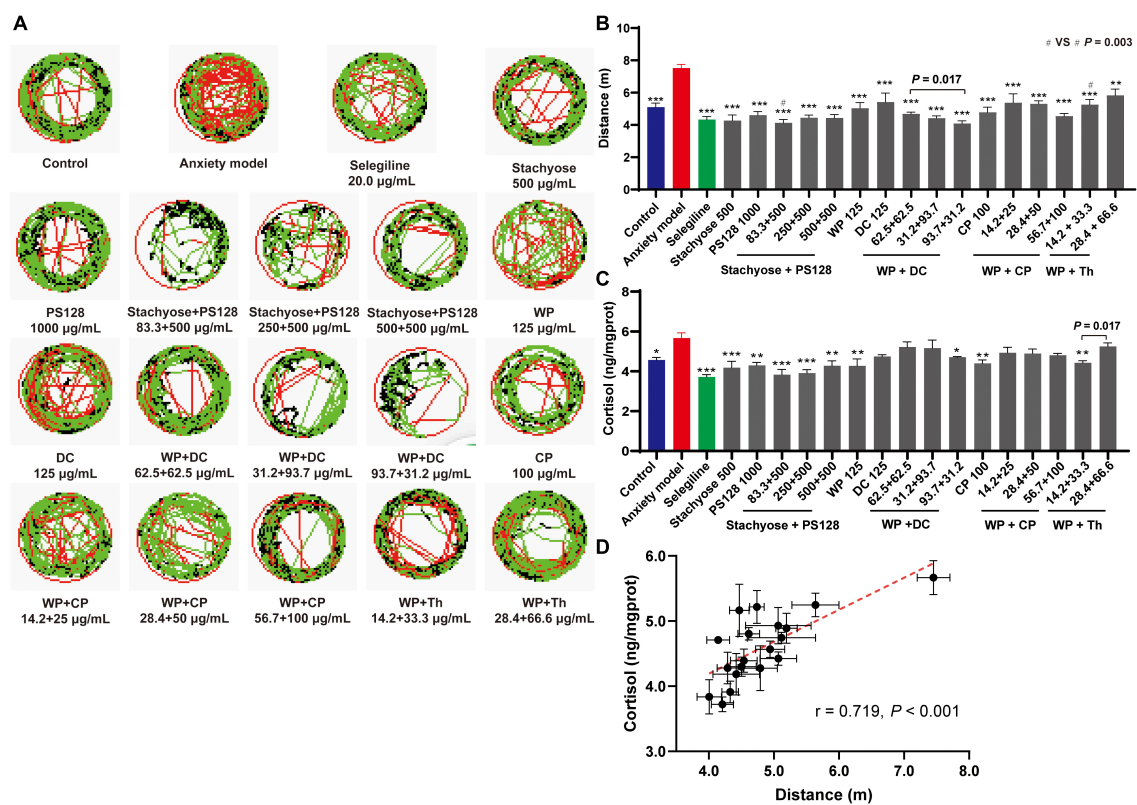 A
Control
Anxiety model
Selegiline
20.0 μg/mL
Stachyose
500 μg/mL
PS128
1000 μg/mL
Stachyose+PS128
83.3+500 μg/mL
Stachyose+PS128
250+500 μg/mL
Stachyose+PS128
500+500 μg/mL
WP
125 μg/mL
DC
125 μg/mL
WP+DC
62.5+62.5 μg/mL
WP+DC
31.2+93.7 μg/mL
WP+DC
93.7+31.2 μg/mL
CP
100 μg/mL
WP+CP
14.2+25 μg/mL
WP+CP
28.4+50 μg/mL
WP+CP
56.7+100 μg/mL
WP+Th
14.2+33.3 μg/mL
WP+Th
28.4+66.6 μg/mL
B
# VS # P = 0.003
Distance (m)
10
8
6
4
2
0
***
***
***
***
#
***
***
***
***
***
***
***
***
P = 0.017
***
***
***
***
#
***
**
Control
Anxiety model
Selegiline
Stachyose 500
PS128 1000
83.3+500
250+500
500+500
WP 125
DC 125
62.5+62.5
31.2+93.7
93.7+31.2
CP 100
14.2+25
28.4+50
56.7+100
14.2 + 33.3
28.4 + 66.6
Stachyose + PS128
WP + DC
WP + CP
WP + Th
C
Cortisol (ng/mgprot)
8
6
4
2
0
*
***
***
**
***
***
**
**
*
**
**
P = 0.017
Control
Anxiety model
Selegiline
Stachyose 500
PS128 1000
83.3+500
250+500
500+500
WP 125
DC 125
62.5+62.5
31.2+93.7
93.7+31.2
CP 100
14.2+25
28.4+50
56.7+100
14.2+33.3
28.4+66.6
Stachyose + PS128
WP +DC
WP + CP
WP + Th
D
Cortisol (ng/mgprot)
6.0
5.0
4.0
3.0
r = 0.719, P < 0.001
4.0 5.0 6.0 7.0 8.0
Distance (m)